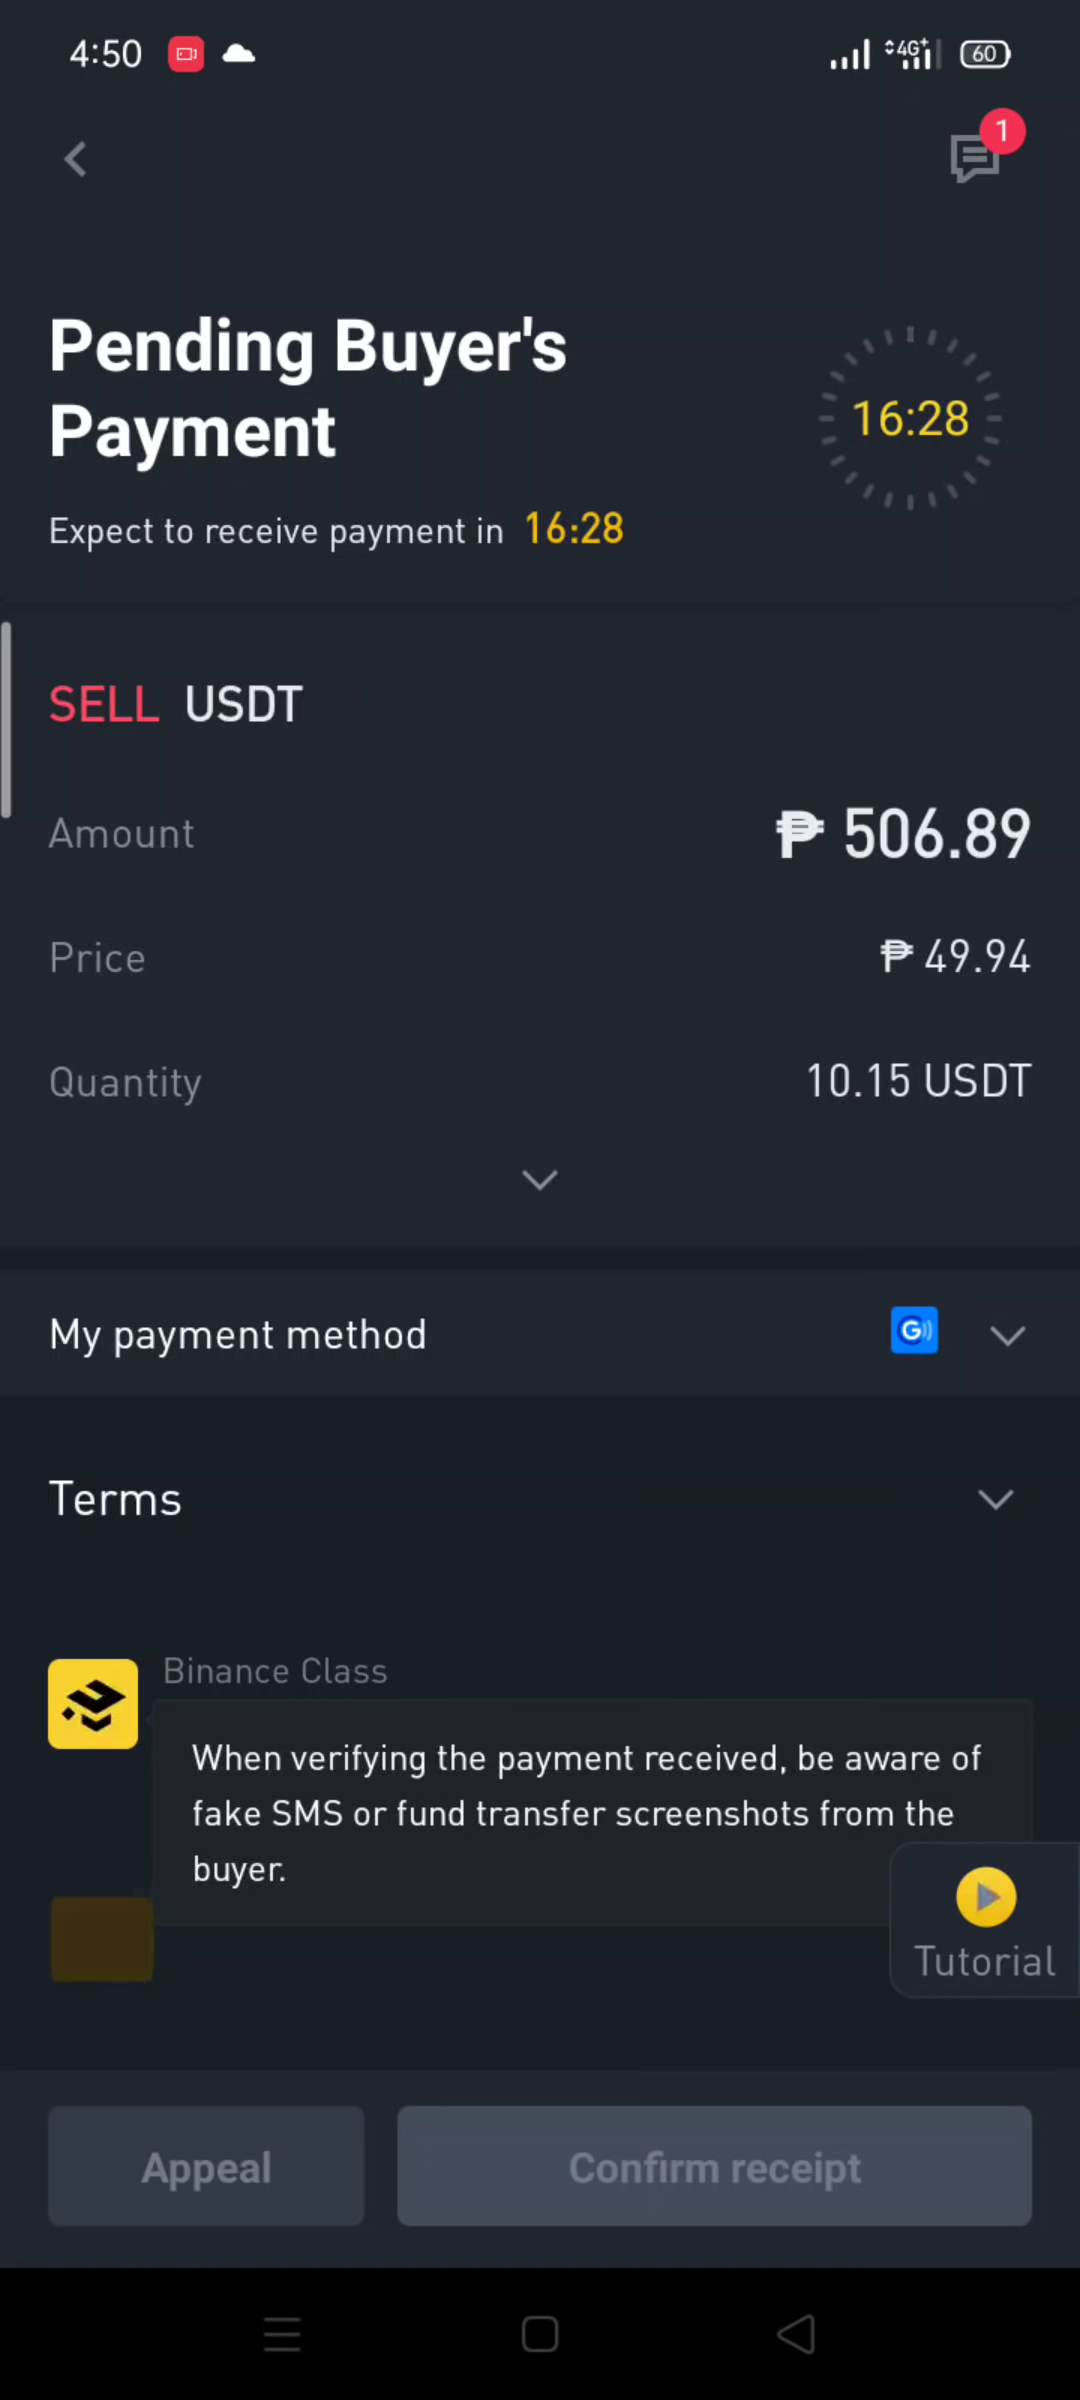 4:50
4G+
60
1
Pending Buyer's
Payment
16:28
Expect to receive payment in 16:28
SELL USDT
Amount ₱ 506.89
Price ₱ 49.94
Quantity 10.15 USDT
My payment method G
Terms
Binance Class
When verifying the payment received, be aware of
fake SMS or fund transfer screenshots from the
buyer.
Tutorial
Appeal Confirm receipt